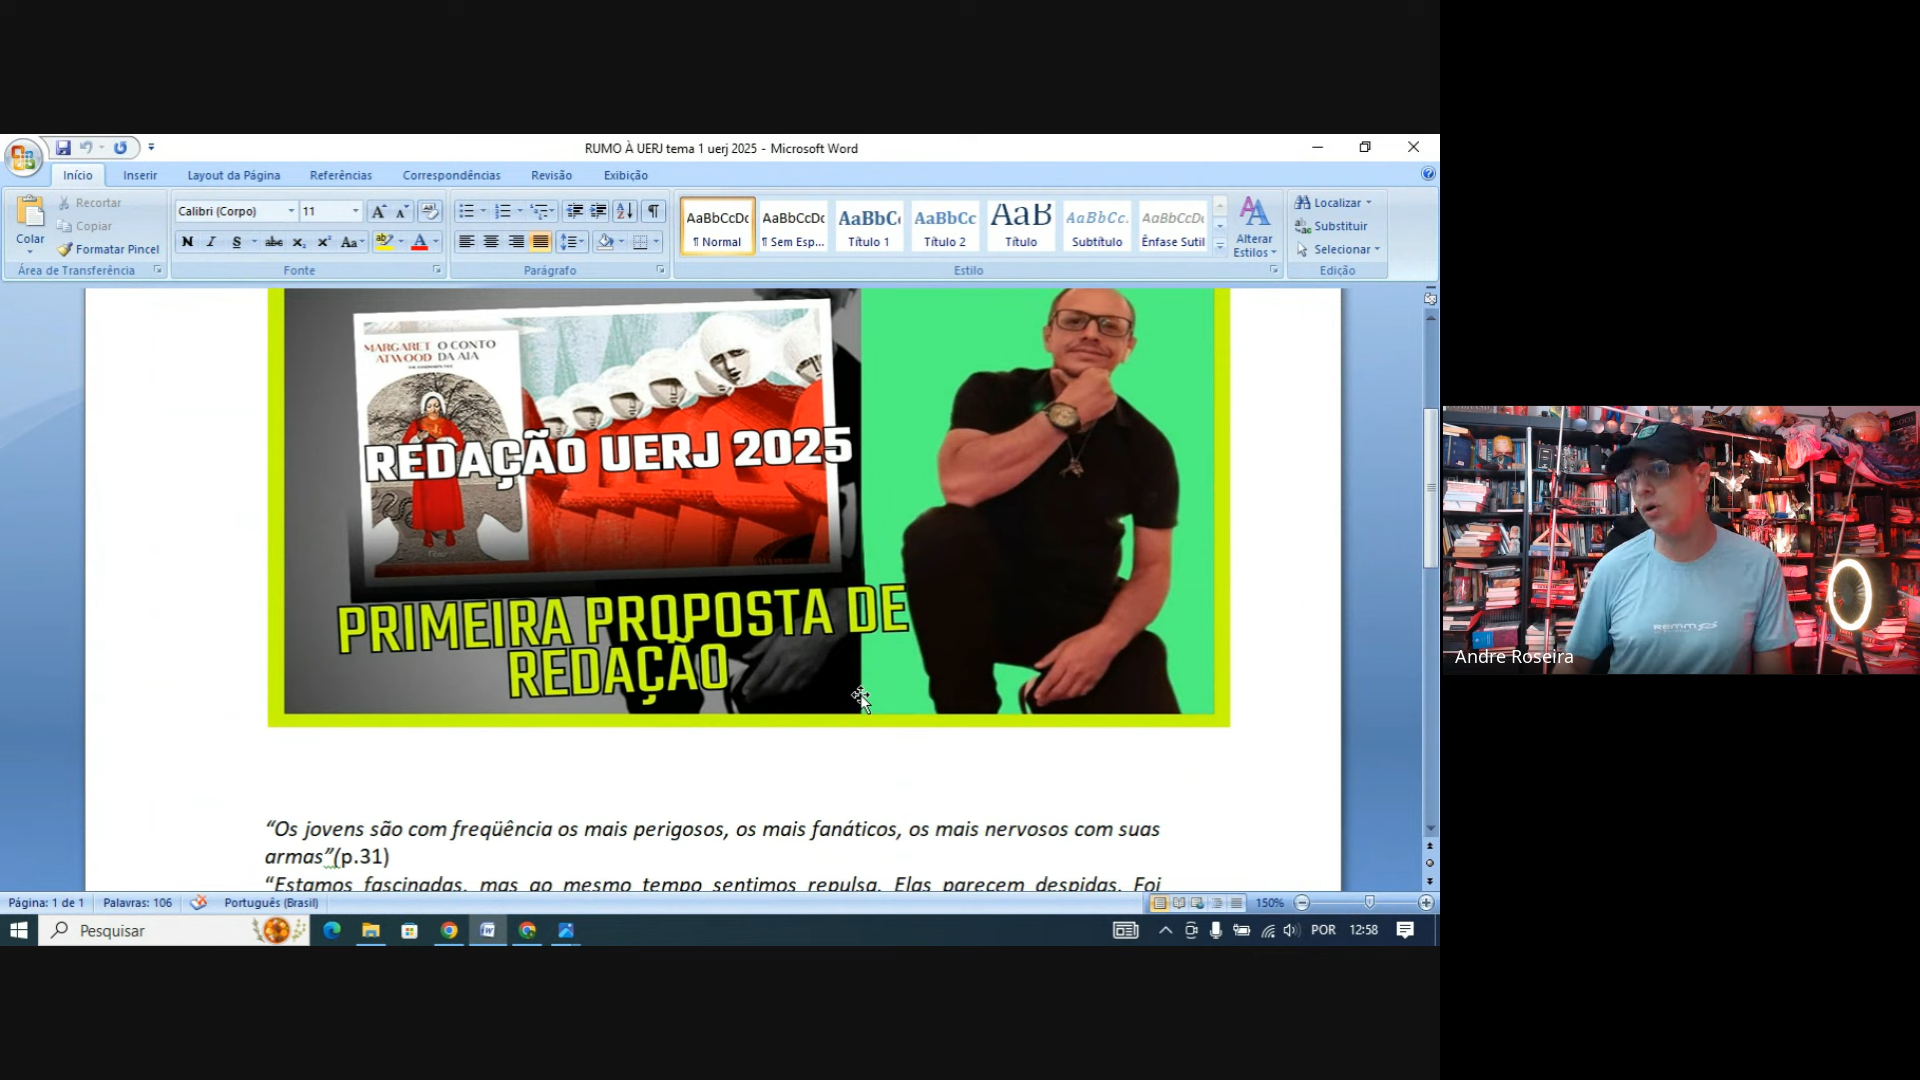 RUMO À UERJ tema 1 uerj 2025 - Microsoft Word
Início Inserir Layout da Página Referências Correspondências Revisão Exibição
Colar
Recortar
Copiar
Formatar Pincel
Área de Transferência
Calibri (Corpo) 11
N I S abc x₂ x² Aa
Fonte
Parágrafo
AaBbCcDc AaBbCcDc AaBbC AaBbCc AaB AaBbCc. AaBbCcDc
¶ Normal ¶ Sem Esp... Título 1 Título 2 Título Subtítulo Ênfase Sutil
Alterar
Estilos
Estilo
Localizar
Substituir
Selecionar
Edição
MARGARET O CONTO
ATWOOD DA AIA
REDAÇÃO UERJ 2025
PRIMEIRA PROPOSTA DE
REDAÇÃO
“Os jovens são com freqüência os mais perigosos, os mais fanáticos, os mais nervosos com suas
armas”(p.31)
“Estamos fascinadas, mas ao mesmo tempo sentimos repulsa. Elas parecem despidas. Foi
Página: 1 de 1 Palavras: 106 Português (Brasil) 150%
Pesquisar POR 12:58
REMM
Andre Roseira